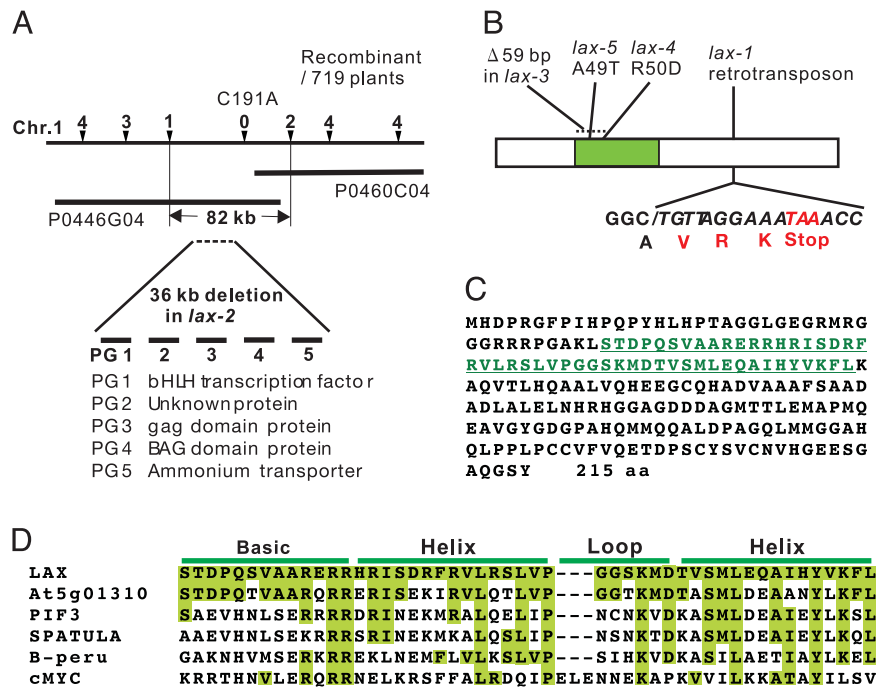 A
Recombinant
/ 719 plants
C191A
Chr.1 4 3 1 0 2 4 4
P0460C04
P0446G04
82 kb
36 kb deletion
in lax-2
PG 1 2 3 4 5
PG1 bHLH transcription factor
PG2 Unknown protein
PG3 gag domain protein
PG4 BAG domain protein
PG5 Ammonium transporter
B
Δ59 bp
in lax-3
lax-5
A49T
lax-4
R50D
lax-1
retrotransposon
GGC/TGTTAGGAAATAAACC
A V R K Stop
C
MHDPRGFPIHPQPYHLHPTAGGLGEGRMRG
GGRRRPGAKLSTDPQSVAARERRHRISDRF
RVLRSLVPGGSKMDTVSMLEQAIHYVKFLK
AQVTLHQAALVQHEEGCQHADVAAAFSAAD
ADLALELNHRHGGAGDDDAGMTTLEMAPMQ
EAVGYGDGPAHQMMQQALDPAGQLMMGGAH
QLPPLPCCVFVQETDPSCYSVCNVHGEESG
AQGSY 215 aa
D
Basic Helix Loop Helix
LAX STDPQSVAARERRHRISDRFRVLRSLVP---GGSKMDTVSMLEQAIHYVKFL
At5g01310 STDPQTVAARQRRERISEKIRVLQTLVP---GGTKMDTASMLDEAANYLKFL
PIF3 SAEVHNLSERRRRDRINEKMRALQELIP---NCNKVDKASMLDEAIEYLKSL
SPATULA AAEVHNLSEKRRRSRINEKMKALQSLIP---NSNKTDKASMLDEAIEYLKQL
B-peru GAKNHVMSERKRREKLNEMFLVLKSLVP---SIHKVDKASILAETIAYLKEL
cMYC KRRTHNVLERQRRNELKRSFFALRDQIPELENNEKAPKVVILKKATAYILSV